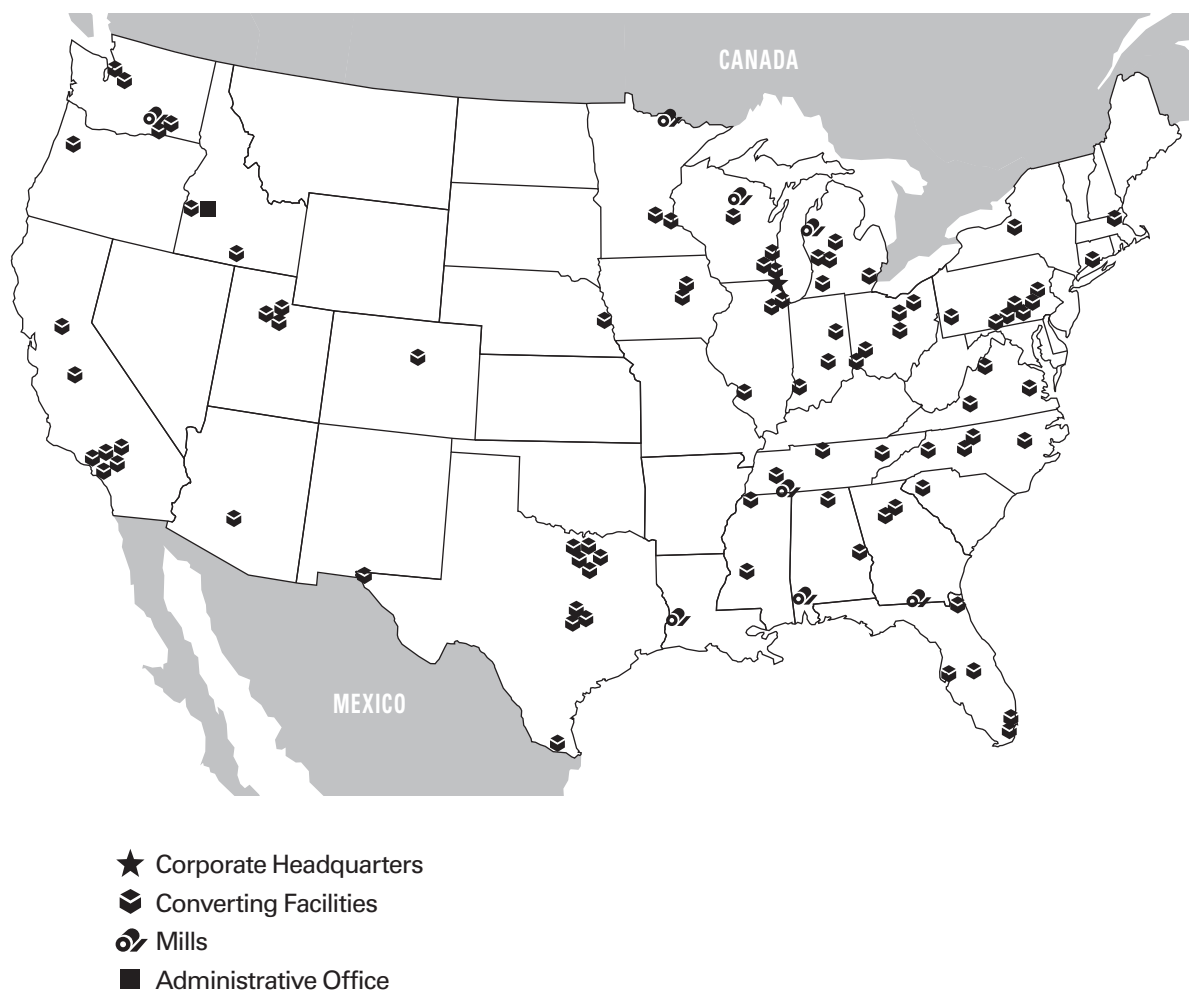 CANADA
MEXICO
Corporate Headquarters
Converting Facilities
Mills
Administrative Office